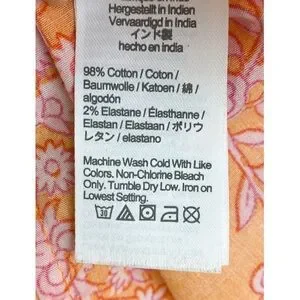 Hergestellt in Indien
Vervaardigd in India
インド製
hecho en india
98% Cotton / Coton /
Baumwolle / Katoen / 綿 /
algodón
2% Elastane / Élasthanne /
Elastan / Elastaan / ポリウ
レタン / elastano
Machine Wash Cold With Like
Colors. Non-Chlorine Bleach
Only. Tumble Dry Low. Iron on
Lowest Setting.
30